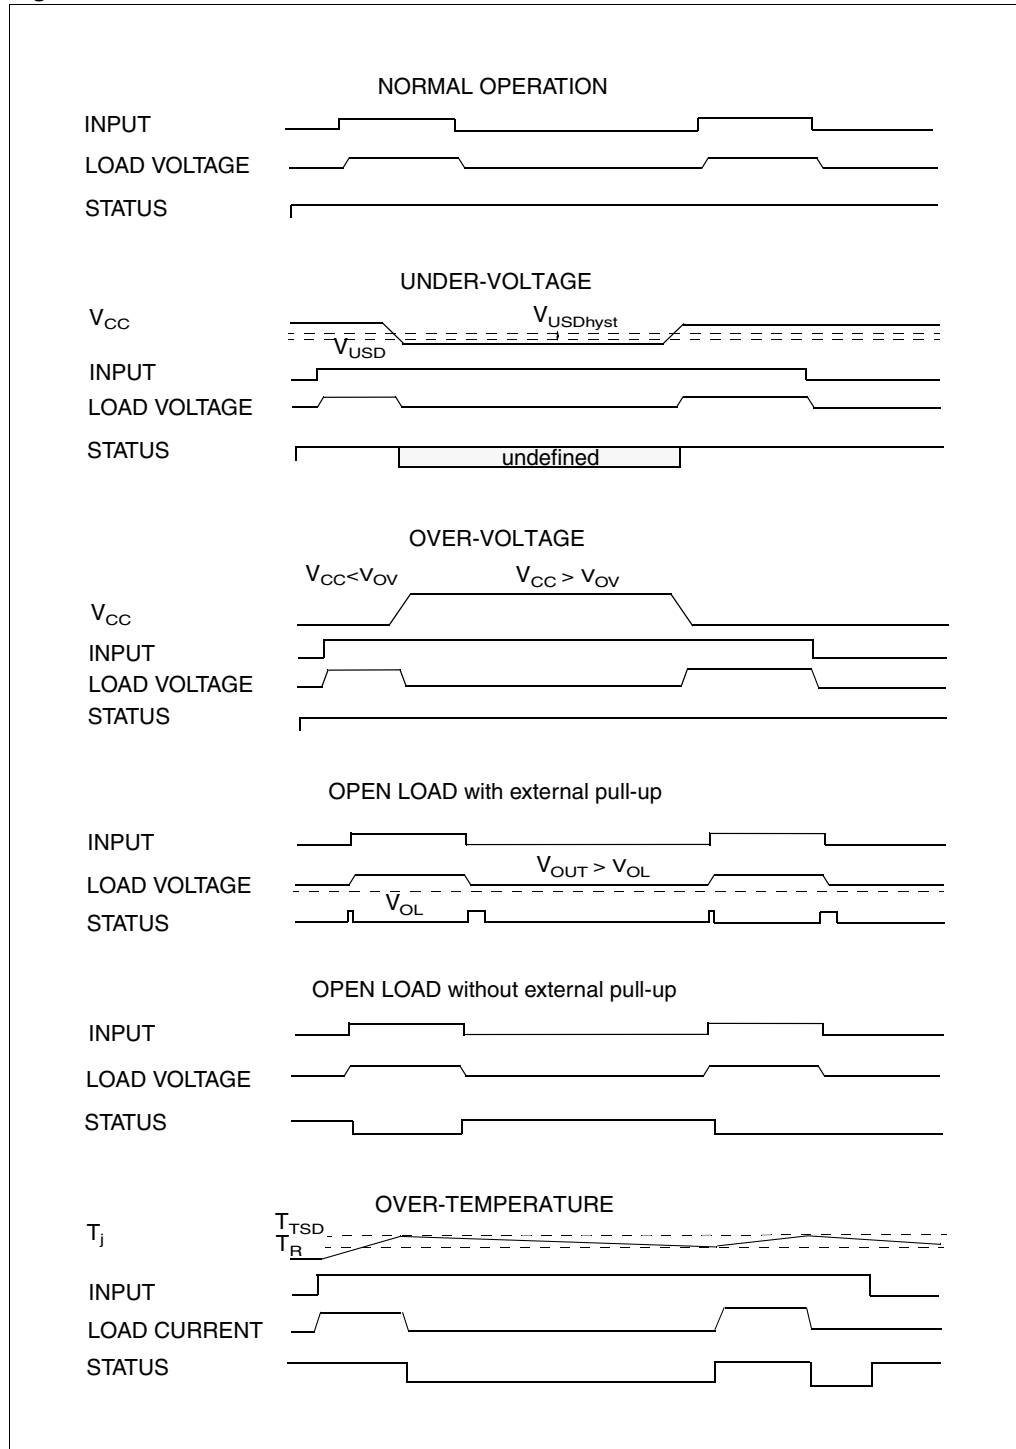 NORMAL OPERATION
INPUT
LOAD VOLTAGE
STATUS
UNDER-VOLTAGE
VCC
VUSDhyst
VUSD
INPUT
LOAD VOLTAGE
STATUS
undefined
OVER-VOLTAGE
VCC<VOV
VCC > VOV
VCC
INPUT
LOAD VOLTAGE
STATUS
OPEN LOAD with external pull-up
INPUT
LOAD VOLTAGE
VOUT > VOL
VOL
STATUS
OPEN LOAD without external pull-up
INPUT
LOAD VOLTAGE
STATUS
OVER-TEMPERATURE
Tj
TTSD
TR
INPUT
LOAD CURRENT
STATUS